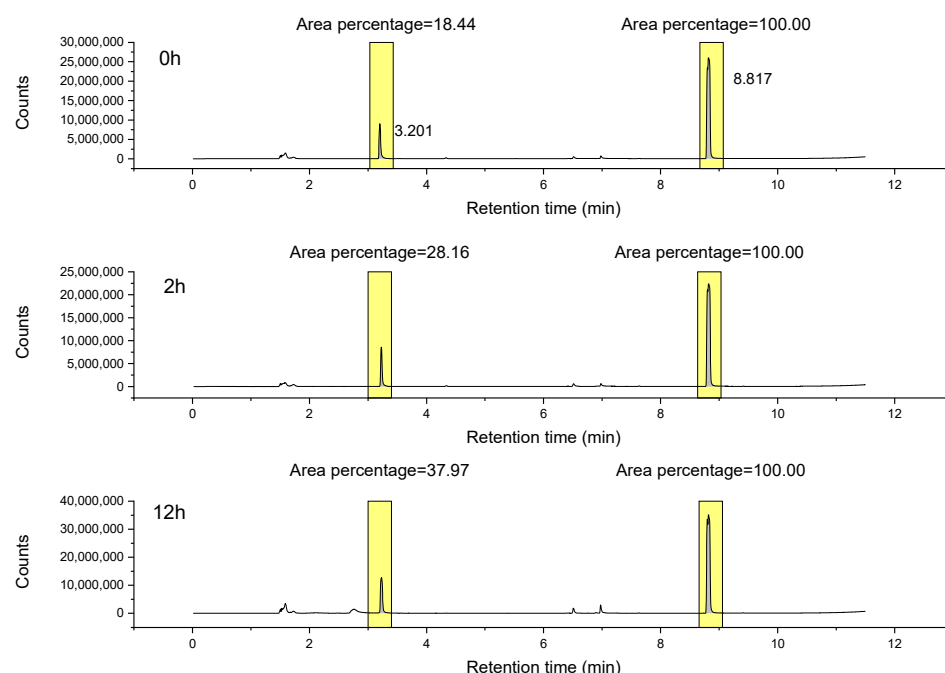 Area percentage=18.44 Area percentage=100.00
30,000,000
0h
25,000,000
20,000,000
8.817
15,000,000
10,000,000
3.201
5,000,000
0
Counts
0 2 4 6 8 10 12
Retention time (min)
Area percentage=28.16 Area percentage=100.00
25,000,000
2h
20,000,000
15,000,000
10,000,000
5,000,000
0
Counts
0 2 4 6 8 10 12
Retention time (min)
Area percentage=37.97 Area percentage=100.00
40,000,000
12h
30,000,000
20,000,000
10,000,000
0
Counts
0 2 4 6 8 10 12
Retention time (min)